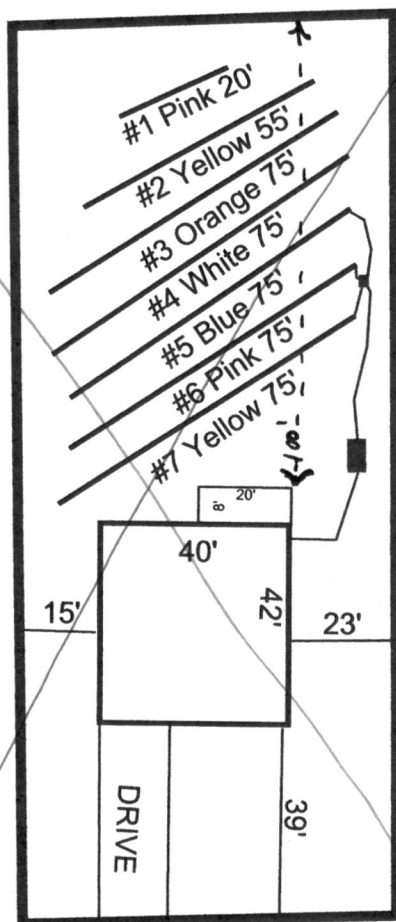 #1 Pink 20'
#2 Yellow 55'
#3 Orange 75'
#4 White 75'
#5 Blue 75'
#6 Pink 75'
#7 Yellow 75'
100'
20'
8'
40'
42'
15'
23'
DRIVE
39'